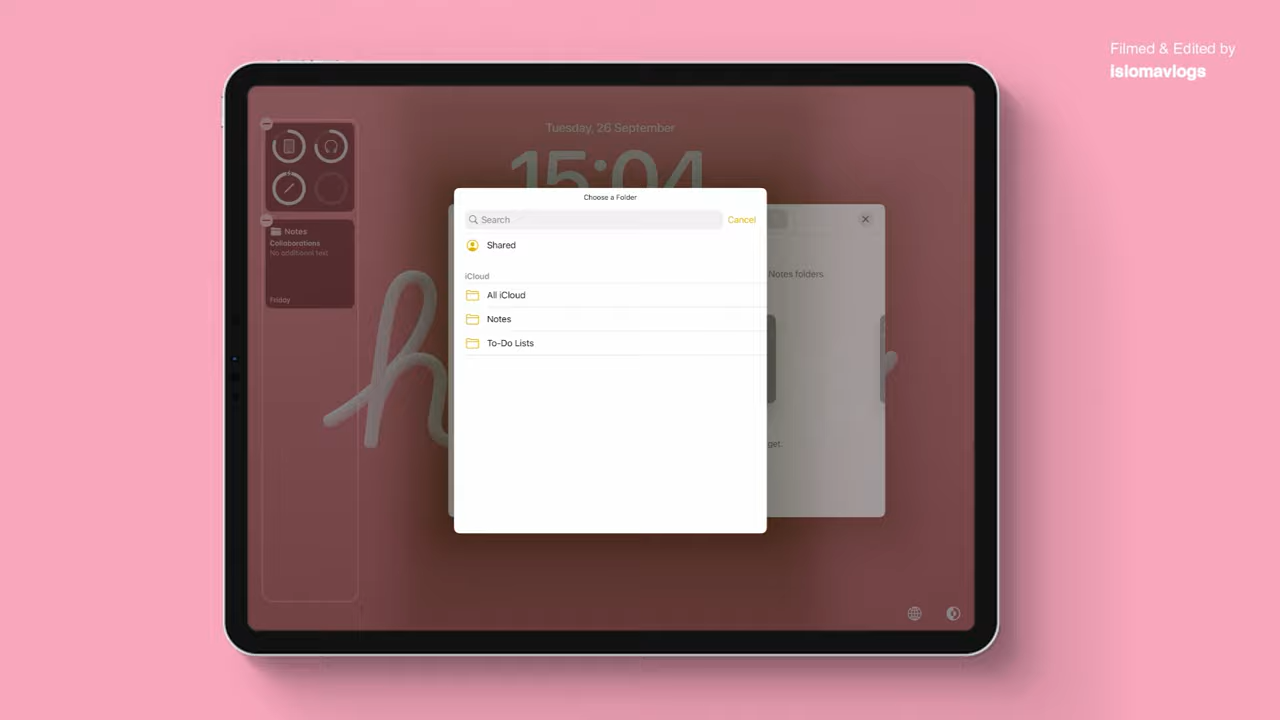 Filmed & Edited by
islomavlogs
Tuesday, 26 September
15:04
Choose a Folder
Search
Cancel
Shared
iCloud
All iCloud
Notes
To-Do Lists
Notes
Collaborations
No additional text
Friday
Notes folders.
get.